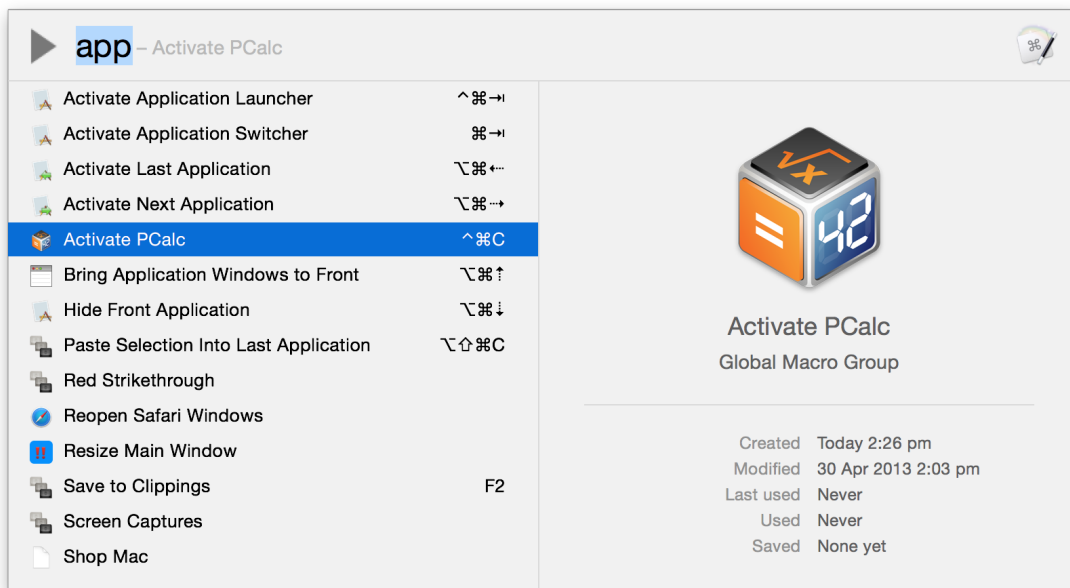 app – Activate PCalc
Activate Application Launcher ^⌘⇥
Activate Application Switcher ⌘⇥
Activate Last Application ⌥⌘⇠
Activate Next Application ⌥⌘⇢
Activate PCalc ^⌘C
Bring Application Windows to Front ⌥⌘⇡
Hide Front Application ⌥⌘⇣
Paste Selection Into Last Application ⌥⇧⌘C
Red Strikethrough
Reopen Safari Windows
Resize Main Window
Save to Clippings F2
Screen Captures
Shop Mac
√x
=
42
Activate PCalc
Global Macro Group
Created Today 2:26 pm
Modified 30 Apr 2013 2:03 pm
Last used Never
Used Never
Saved None yet